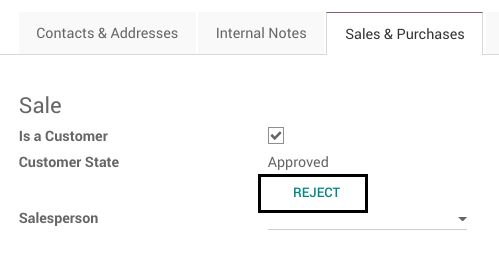 Contacts & Addresses Internal Notes Sales & Purchases
Sale
Is a Customer
Customer State Approved
REJECT
Salesperson